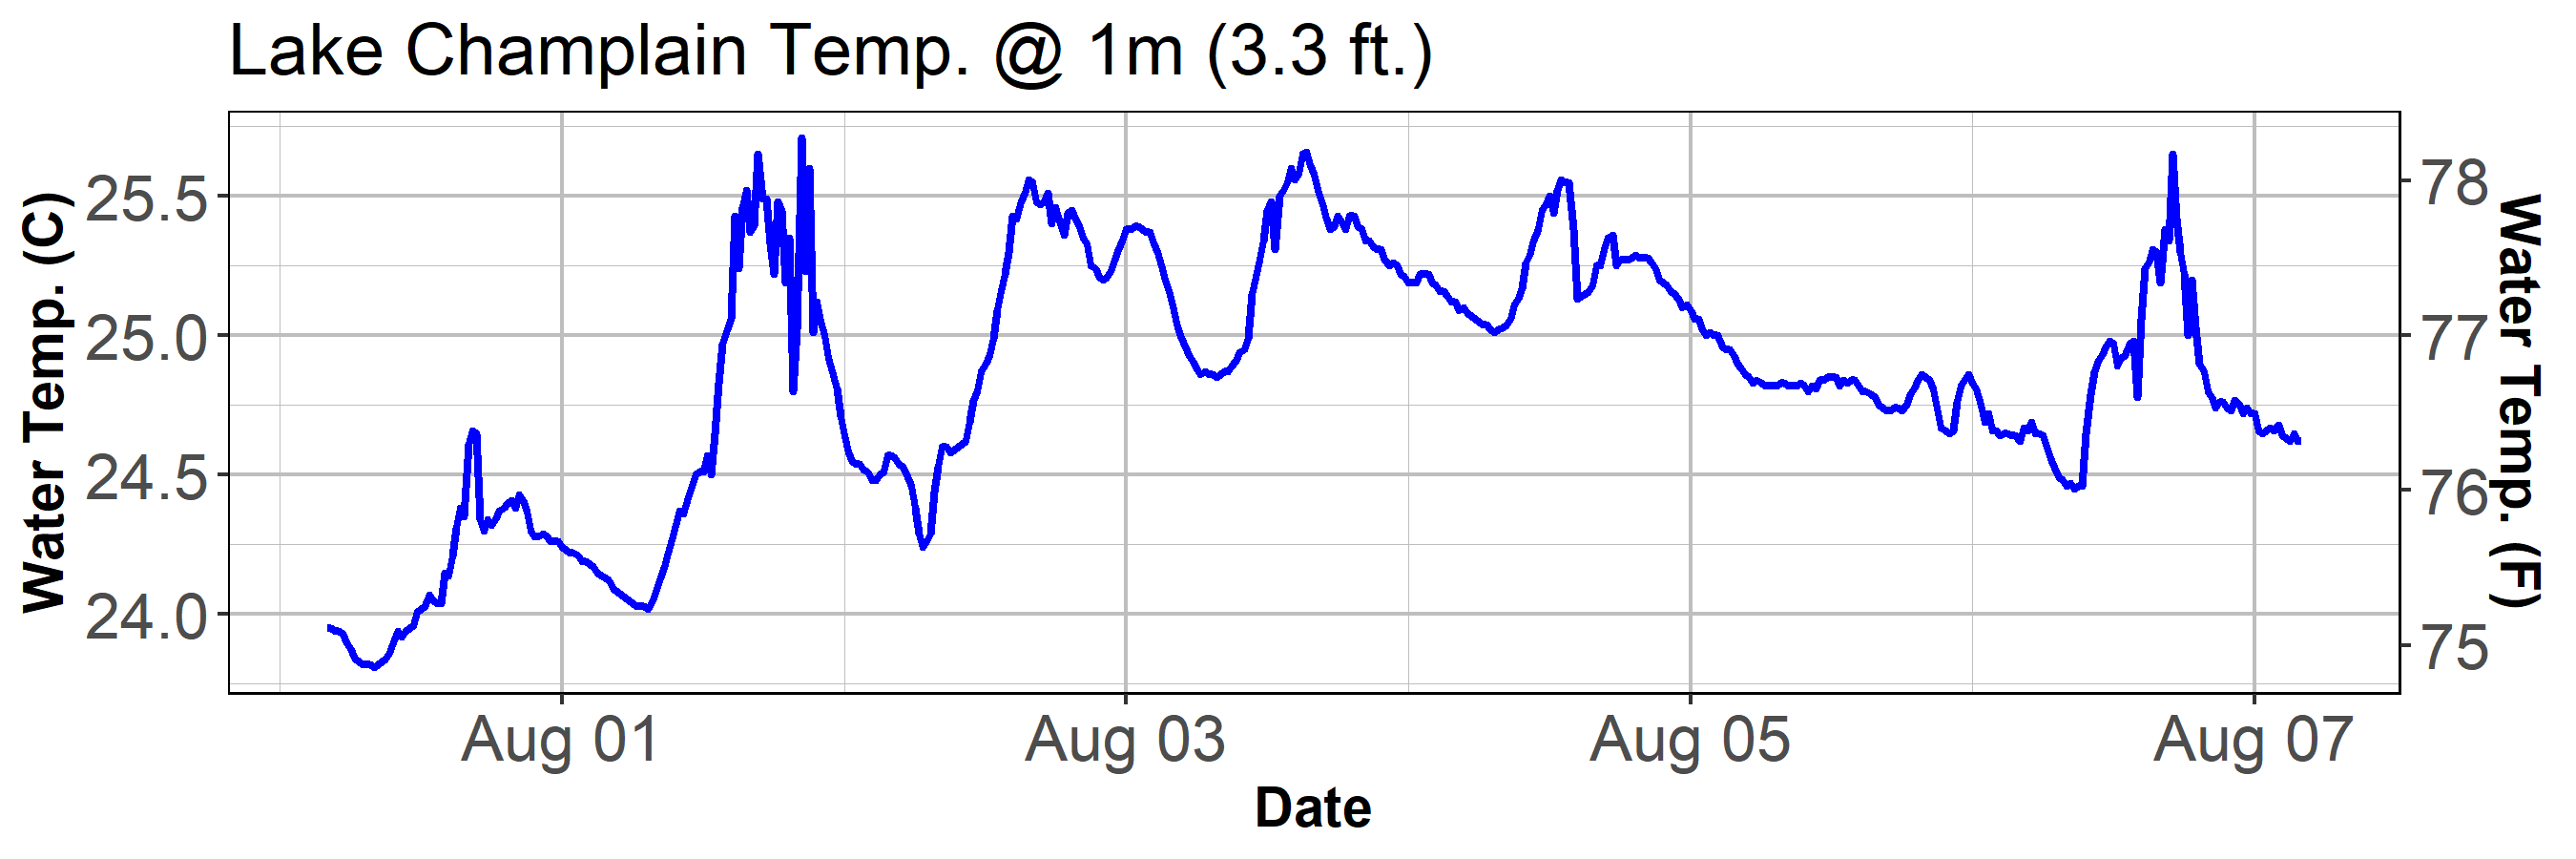 Lake Champlain Temp. @ 1m (3.3 ft.)
Water Temp. (C)
25.5
25.0
24.5
24.0
78
77
76
75
Water Temp. (F)
Aug 01
Aug 03
Aug 05
Aug 07
Date